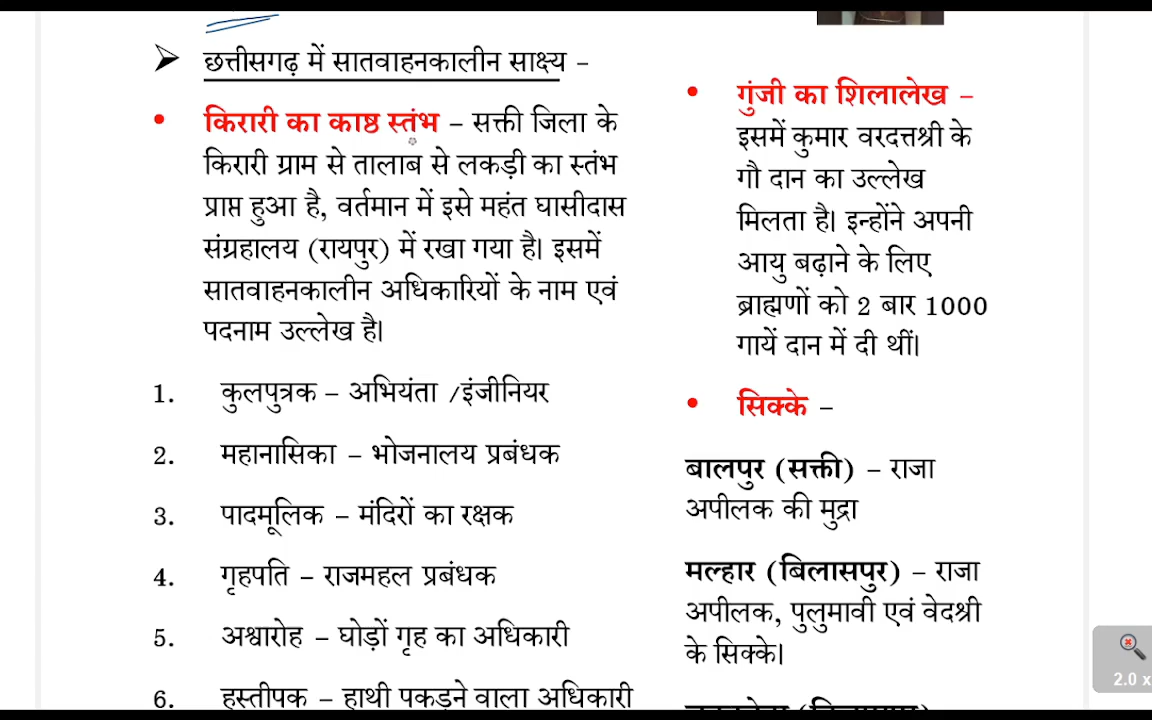 ➤ छत्तीसगढ़ में सातवाहनकालीन साक्ष्य –
• किरारी का काष्ठ स्तंभ – सक्ती जिला के
किरारी ग्राम से तालाब से लकड़ी का स्तंभ
प्राप्त हुआ है, वर्तमान में इसे महंत घासीदास
संग्रहालय (रायपुर) में रखा गया है। इसमें
सातवाहनकालीन अधिकारियों के नाम एवं
पदनाम उल्लेख है।
1. कुलपुत्रक – अभियंता /इंजीनियर
2. महानासिका – भोजनालय प्रबंधक
3. पादमूलिक – मंदिरों का रक्षक
4. गृहपति – राजमहल प्रबंधक
5. अश्वारोह – घोड़ों गृह का अधिकारी
6. हस्तीपक – हाथी पकड़ने वाला अधिकारी
• गुंजी का शिलालेख –
इसमें कुमार वरदत्तश्री के
गौ दान का उल्लेख
मिलता है। इन्होंने अपनी
आयु बढ़ाने के लिए
ब्राह्मणों को 2 बार 1000
गायें दान में दी थीं।
• सिक्के –
बालपुर (सक्ती) – राजा
अपीलक की मुद्रा
मल्हार (बिलासपुर) – राजा
अपीलक, पुलुमावी एवं वेदश्री
के सिक्के।
2.0 x